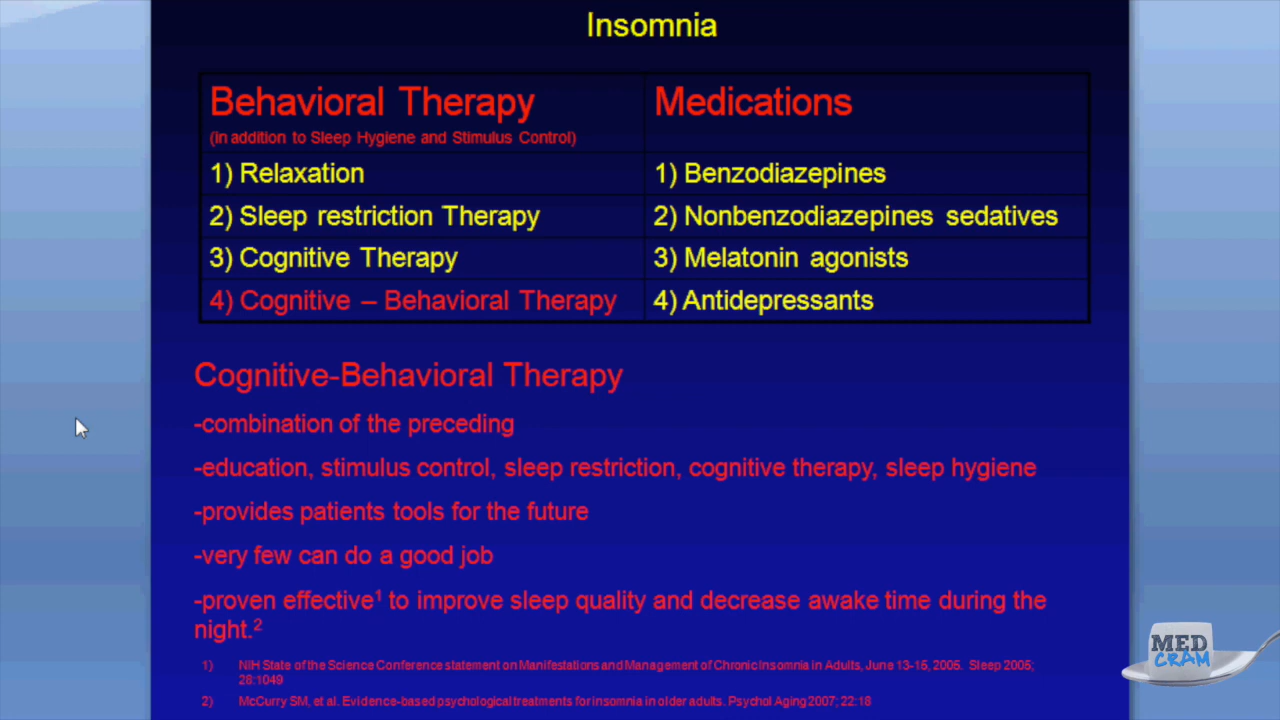 Insomnia
Behavioral Therapy
(in addition to Sleep Hygiene and Stimulus Control)
Medications
1) Relaxation
1) Benzodiazepines
2) Sleep restriction Therapy
2) Nonbenzodiazepines sedatives
3) Cognitive Therapy
3) Melatonin agonists
4) Cognitive – Behavioral Therapy
4) Antidepressants
Cognitive-Behavioral Therapy
-combination of the preceding
-education, stimulus control, sleep restriction, cognitive therapy, sleep hygiene
-provides patients tools for the future
-very few can do a good job
-proven effective¹ to improve sleep quality and decrease awake time during the
night.²
1) NIH State of the Science Conference statement on Manifestations and Management of Chronic Insomnia in Adults, June 13-15, 2005. Sleep 2005;
28:1049
2) McCurry SM, et al. Evidence-based psychological treatments for insomnia in older adults. Psychol Aging 2007; 22:18
MED
CRAM